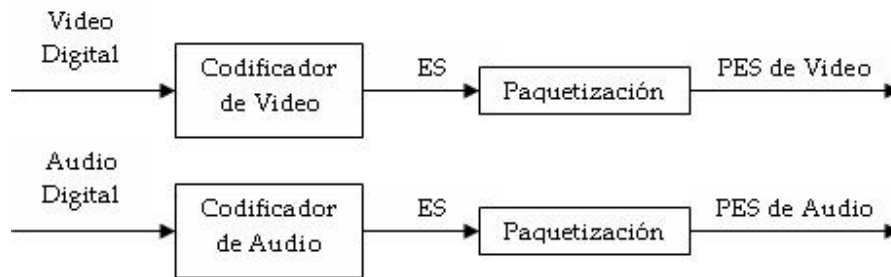 Video
Digital
Codificador
de Video
ES
Paquetización
PES de Video
Audio
Digital
Codificador
de Audio
ES
Paquetización
PES de Audio